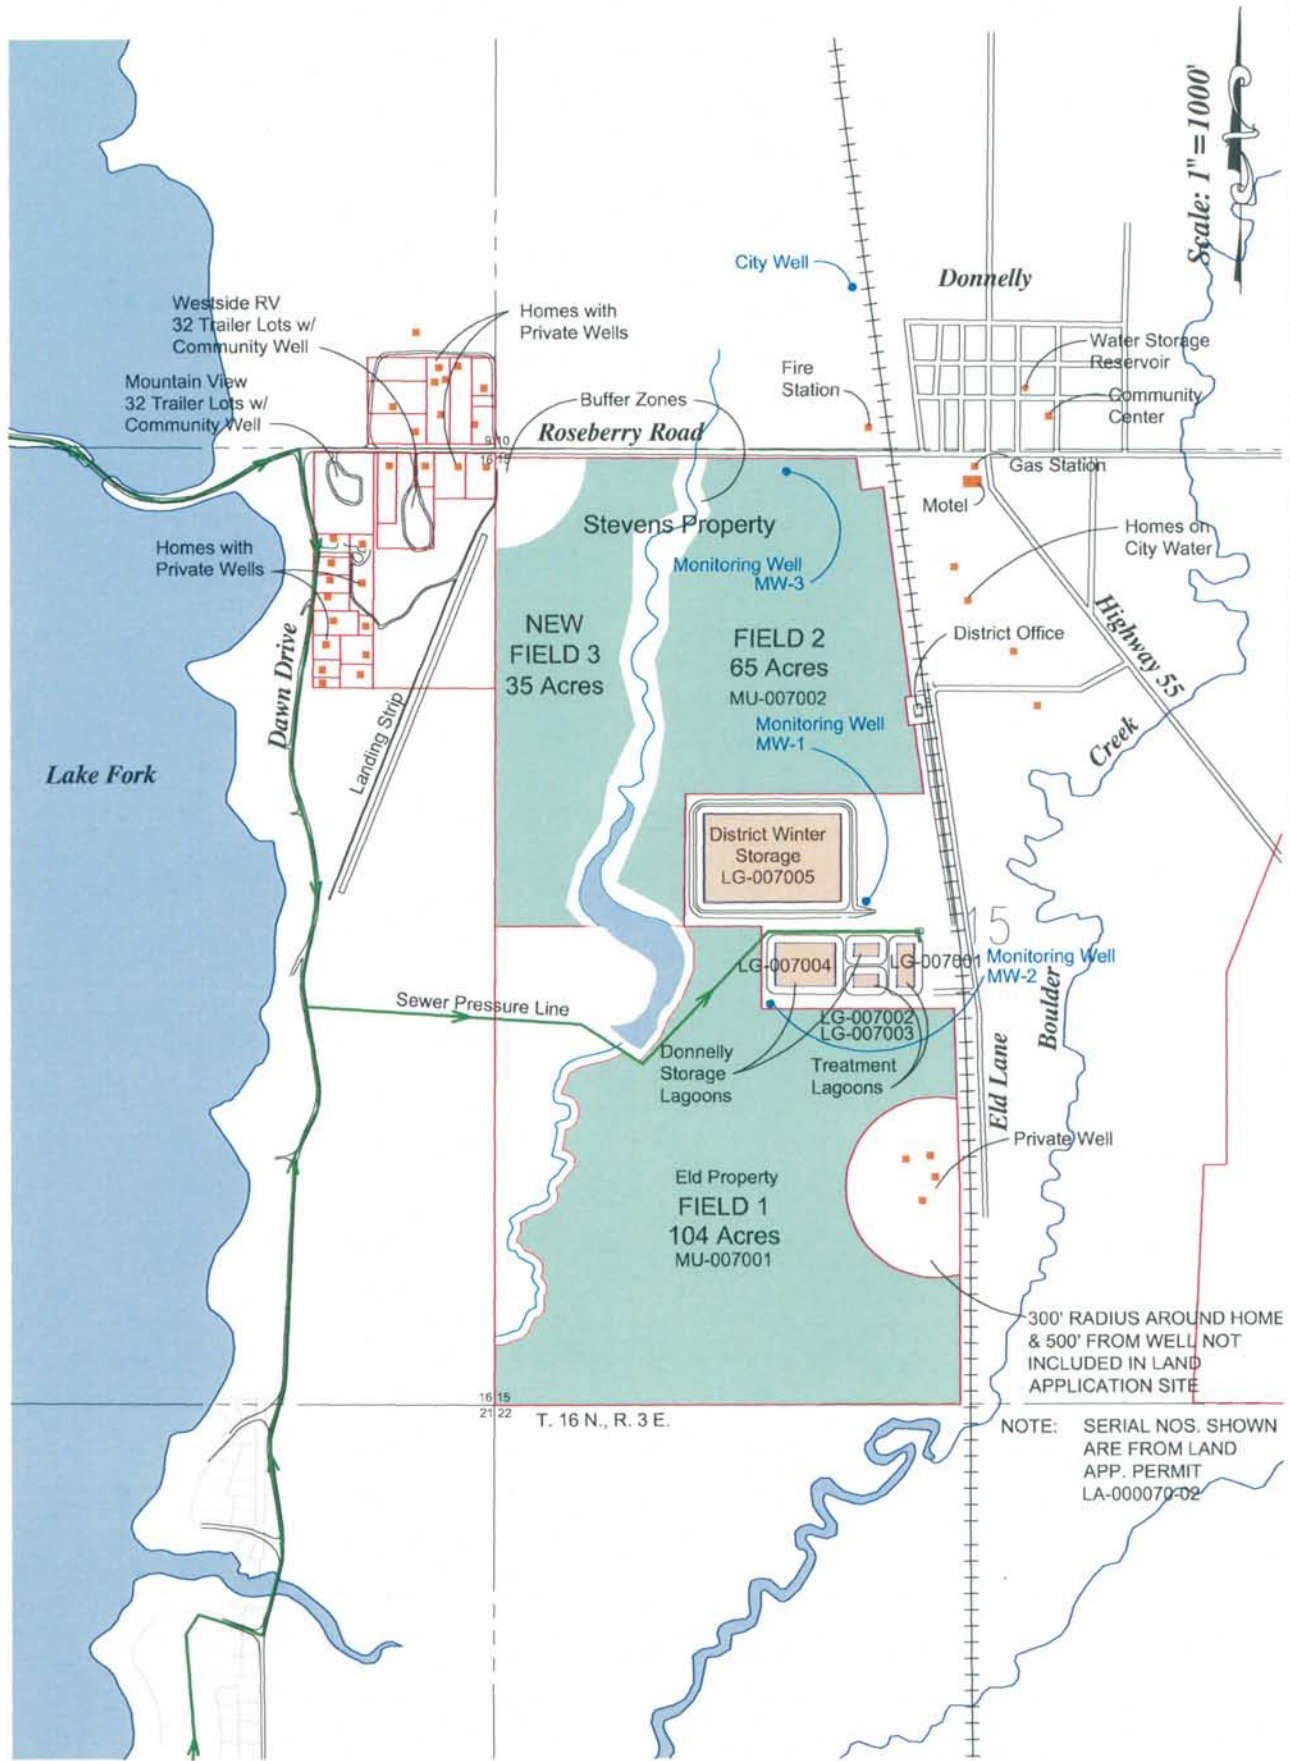 Scale: 1"=1000'
City Well
Donnelly
Westside RV
32 Trailer Lots w/
Community Well
Homes with
Private Wells
Water Storage
Reservoir
Fire
Station
Mountain View
32 Trailer Lots w/
Community Well
Buffer Zones
Community
Center
Roseberry Road
9 10
16 15
Gas Station
Motel
Stevens Property
Homes on
City Water
Homes with
Private Wells
Monitoring Well
MW-3
NEW
FIELD 3
35 Acres
FIELD 2
65 Acres
MU-007002
District Office
Highway 55
Dawn Drive
Landing Strip
Monitoring Well
MW-1
Creek
Lake Fork
District Winter
Storage
LG-007005
15
LG-007004
LG-007001
Monitoring Well
MW-2
Boulder
Sewer Pressure Line
LG-007002
LG-007003
Donnelly
Storage
Lagoons
Treatment
Lagoons
Eld Lane
Private Well
Eld Property
FIELD 1
104 Acres
MU-007001
300' RADIUS AROUND HOME
& 500' FROM WELL NOT
INCLUDED IN LAND
APPLICATION SITE
16 15
21 22
T. 16 N., R. 3 E.
NOTE: SERIAL NOS. SHOWN
ARE FROM LAND
APP. PERMIT
LA-000070-02